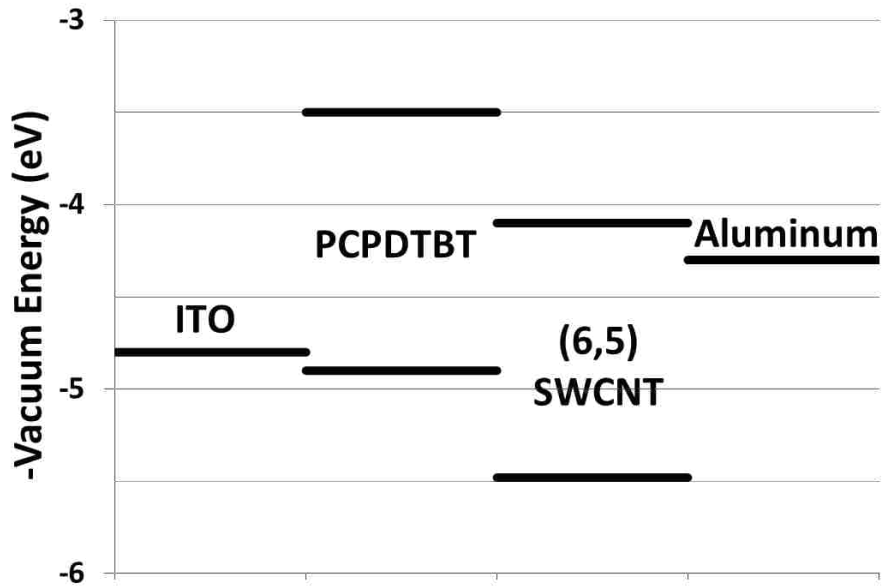 -Vacuum Energy (eV)
-3
-4
-5
-6
ITO
PCPDTBT
(6,5)
SWCNT
Aluminum